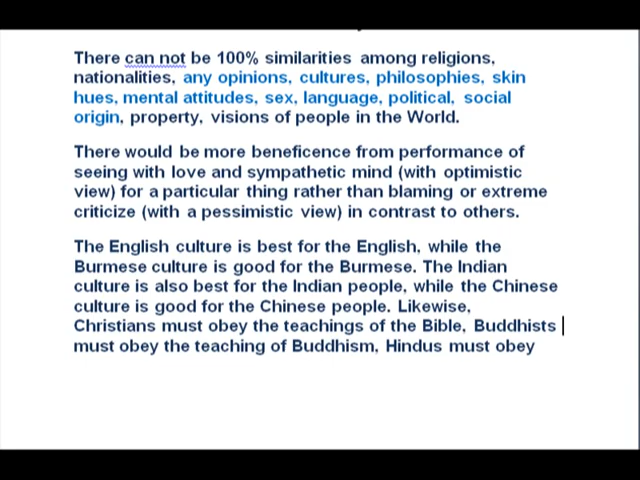 There can not be 100% similarities among religions,
nationalities, any opinions, cultures, philosophies, skin
hues, mental attitudes, sex, language, political, social
origin, property, visions of people in the World.
There would be more beneficence from performance of
seeing with love and sympathetic mind (with optimistic
view) for a particular thing rather than blaming or extreme
criticize (with a pessimistic view) in contrast to others.
The English culture is best for the English, while the
Burmese culture is good for the Burmese. The Indian
culture is also best for the Indian people, while the Chinese
culture is good for the Chinese people. Likewise,
Christians must obey the teachings of the Bible, Buddhists
must obey the teaching of Buddhism, Hindus must obey